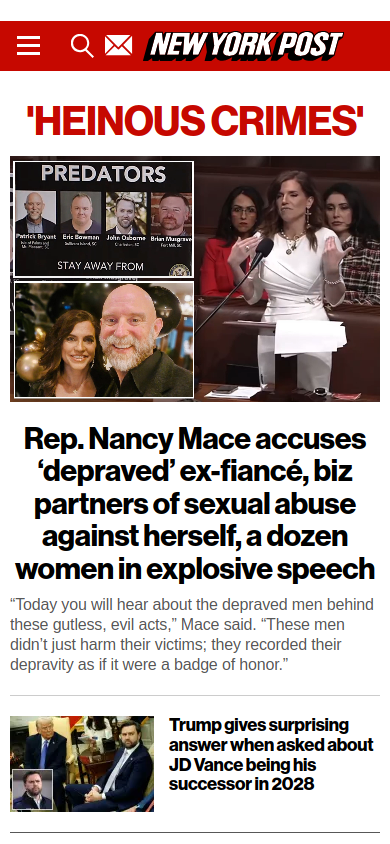 NEW YORK POST
'HEINOUS CRIMES'
PREDATORS
Patrick Bryant
Eric Bowman
John Osborne
Brian Musgrave
STAY AWAY FROM
Rep. Nancy Mace accuses
‘depraved’ ex-fiancé, biz
partners of sexual abuse
against herself, a dozen
women in explosive speech
“Today you will hear about the depraved men behind
these gutless, evil acts,” Mace said. “These men
didn’t just harm their victims; they recorded their
depravity as if it were a badge of honor.”
Trump gives surprising
answer when asked about
JD Vance being his
successor in 2028